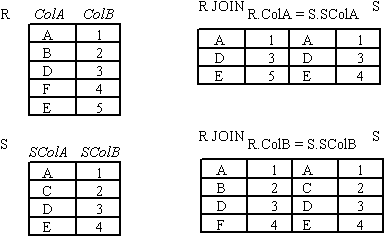 R ColA ColB
A 1
B 2
D 3
F 4
E 5
R JOIN R.ColA = S.SColA S
A 1 A 1
D 3 D 3
E 5 E 4
S SColA SColB
A 1
C 2
D 3
E 4
R JOIN R.ColB = S.SColB S
A 1 A 1
B 2 C 2
D 3 D 3
F 4 E 4